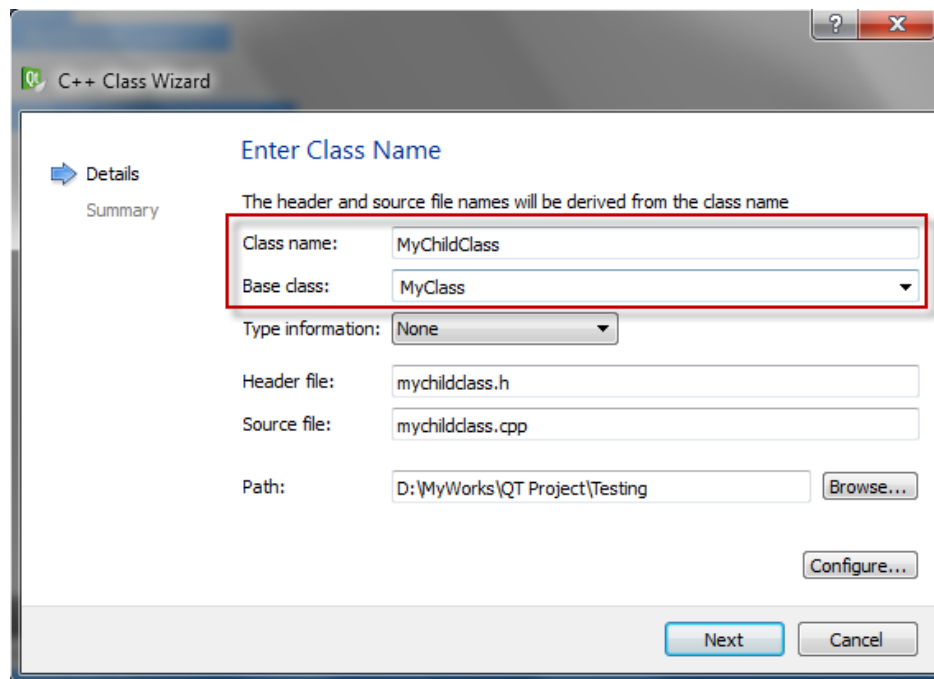 ?
X
Qt C++ Class Wizard
Enter Class Name
Details
Summary
The header and source file names will be derived from the class name
Class name: MyChildClass
Base class: MyClass
Type information: None
Header file: mychildclass.h
Source file: mychildclass.cpp
Path: D:\MyWorks\QT Project\Testing Browse...
Configure...
Next Cancel